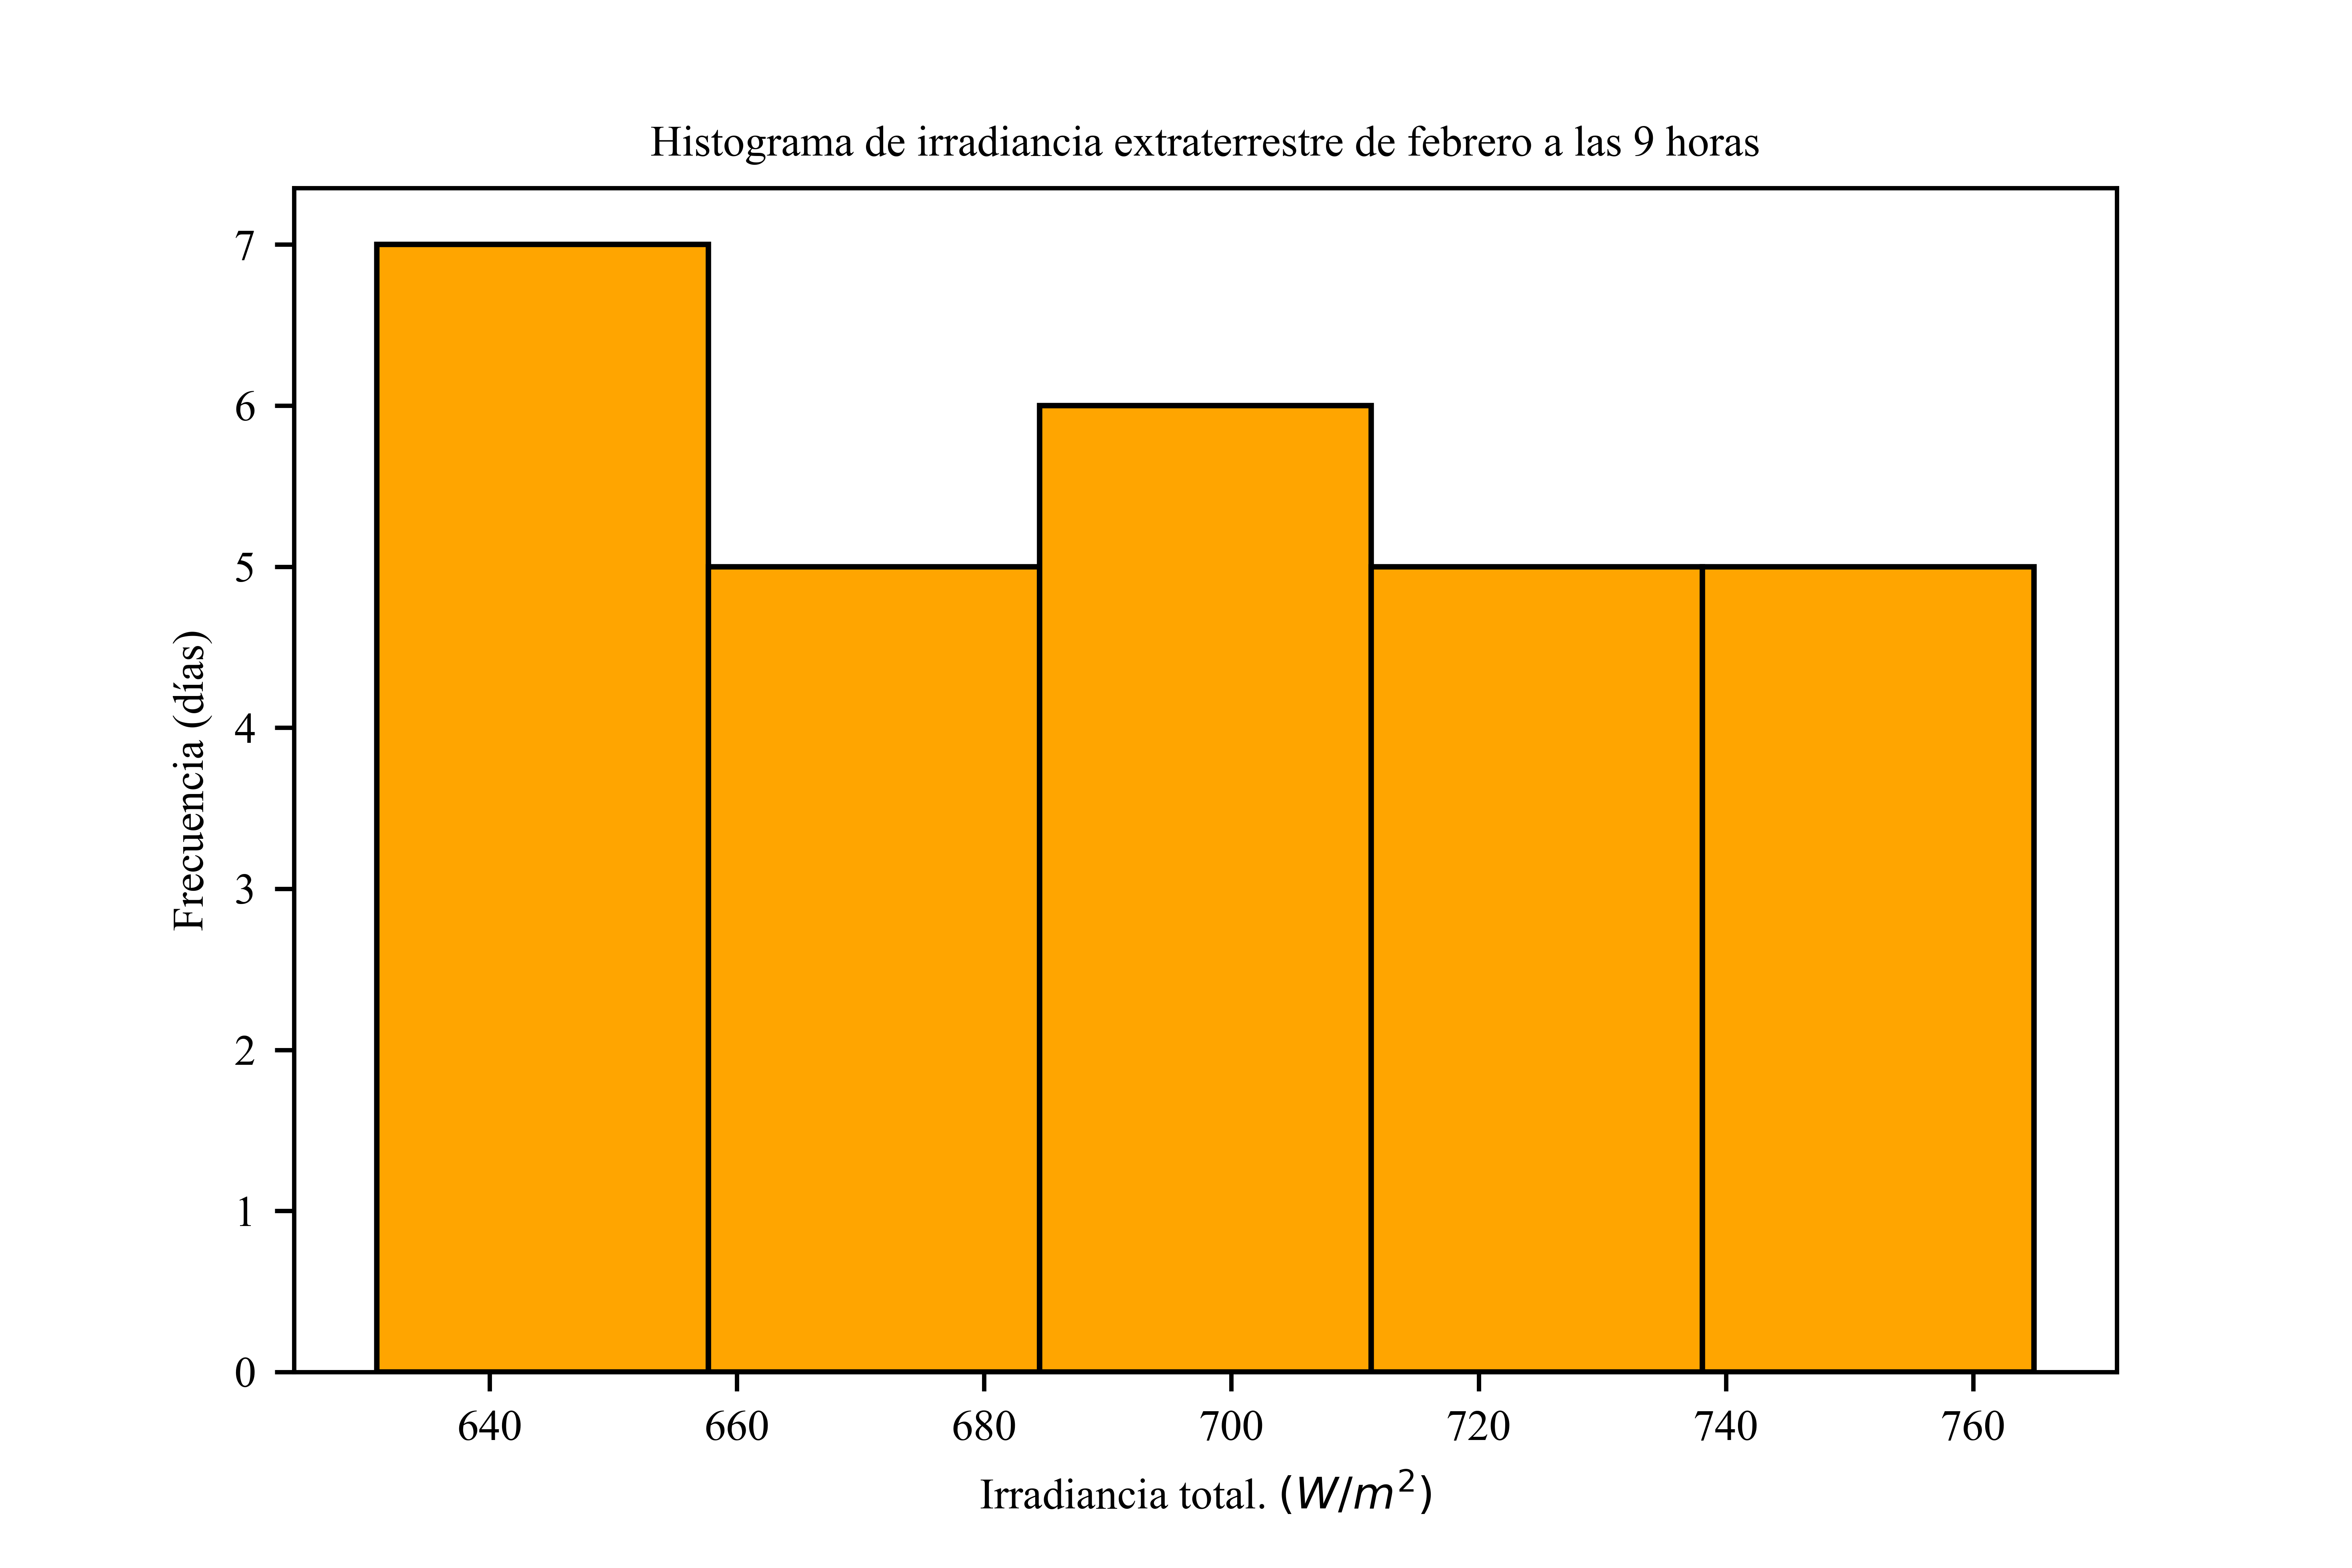 Histograma de irradiancia extraterrestre de febrero a las 9 horas
Frecuencia (días)
7
6
5
4
3
2
1
0
640 660 680 700 720 740 760
Irradiancia total. (W/m²)